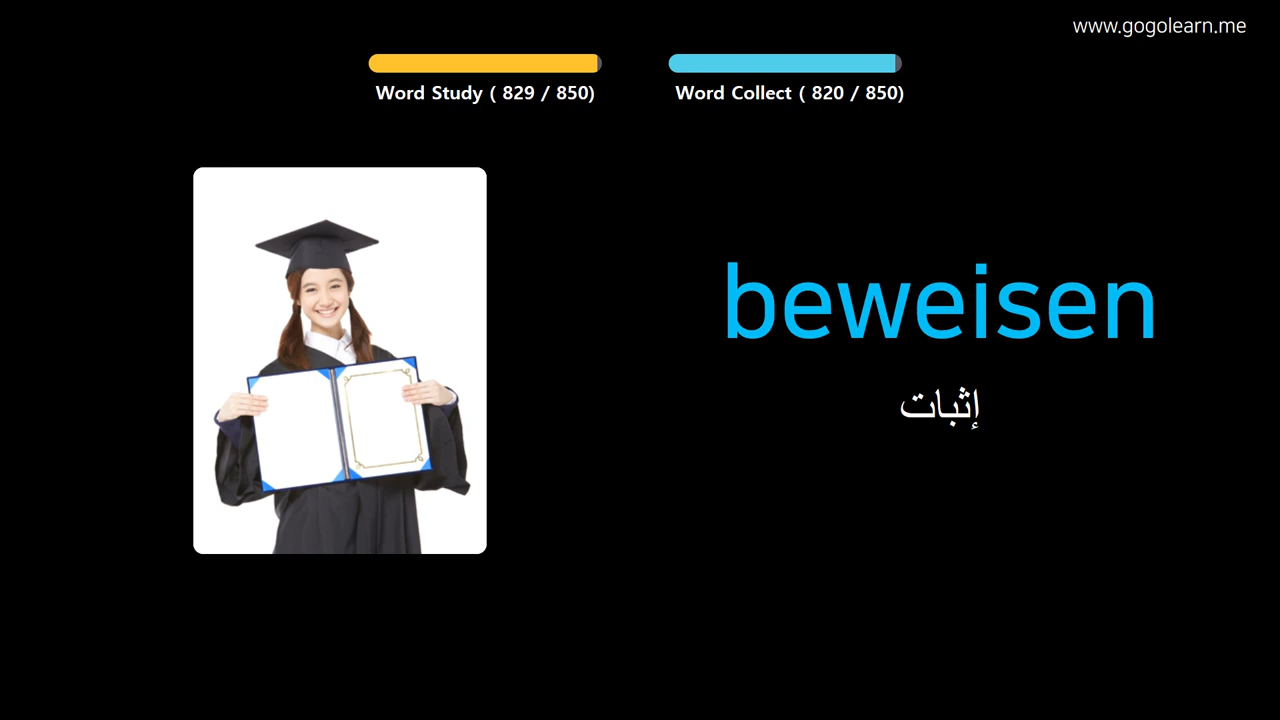 www.gogolearn.me
Word Study ( 829 / 850)
Word Collect ( 820 / 850)
beweisen
إثبات